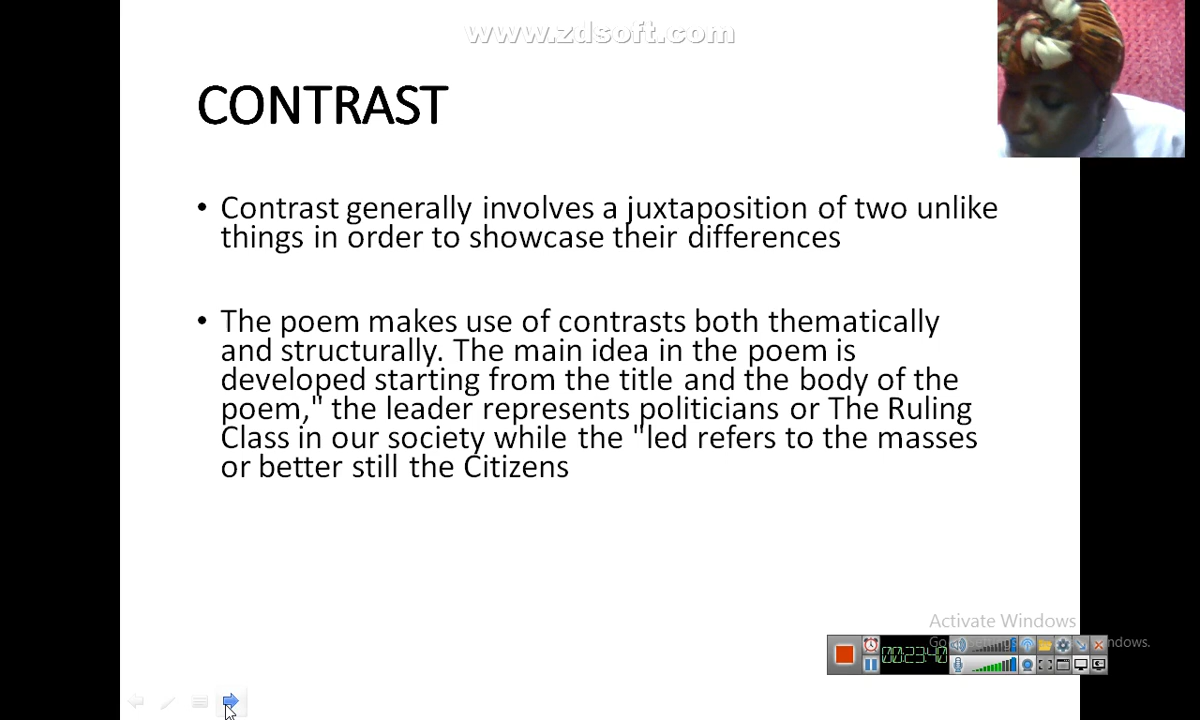 www.zdsoft.com
CONTRAST
• Contrast generally involves a juxtaposition of two unlike
things in order to showcase their differences
• The poem makes use of contrasts both thematically
and structurally. The main idea in the poem is
developed starting from the title and the body of the
poem," the leader represents politicians or The Ruling
Class in our society while the "led refers to the masses
or better still the Citizens
Activate Windows
00:23:40